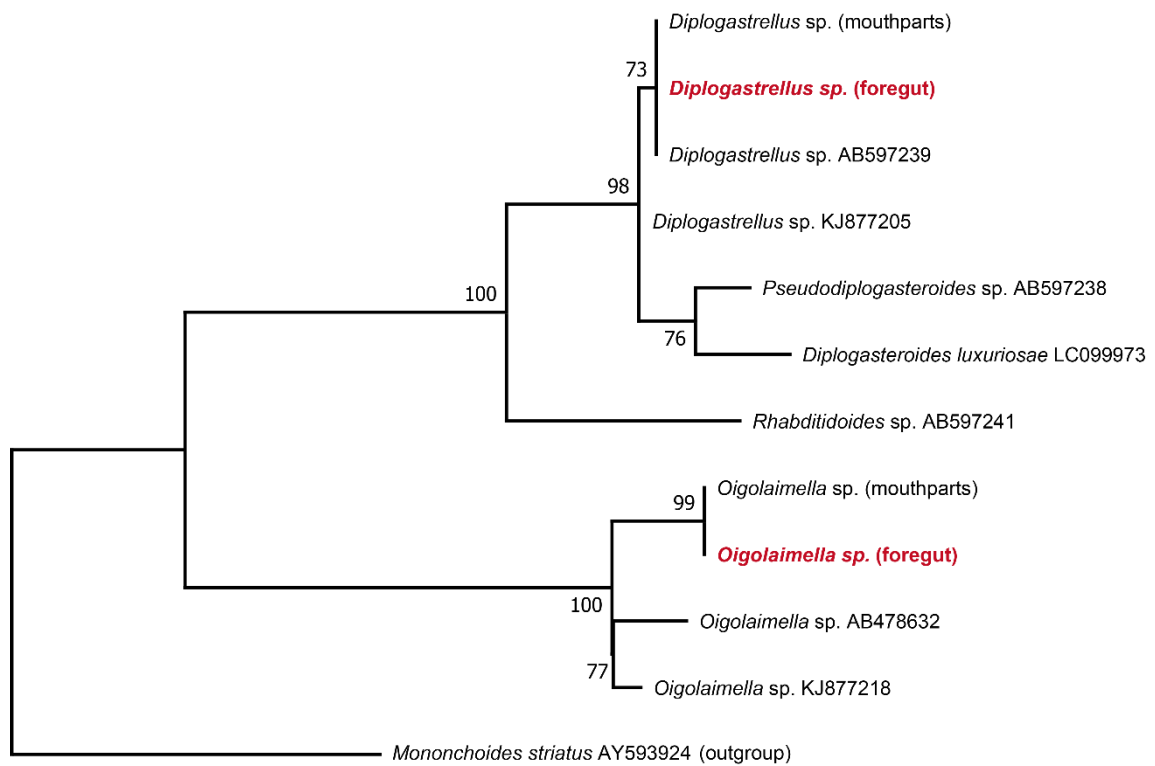 Diplogastrellus sp. (mouthparts)
73
Diplogastrellus sp. (foregut)
Diplogastrellus sp. AB597239
98
Diplogastrellus sp. KJ877205
100
Pseudodiplogasteroides sp. AB597238
76
Diplogasteroides luxuriosae LC099973
Rhabditidoides sp. AB597241
Oigolaimella sp. (mouthparts)
99
Oigolaimella sp. (foregut)
100
Oigolaimella sp. AB478632
77
Oigolaimella sp. KJ877218
Mononchoides striatus AY593924 (outgroup)